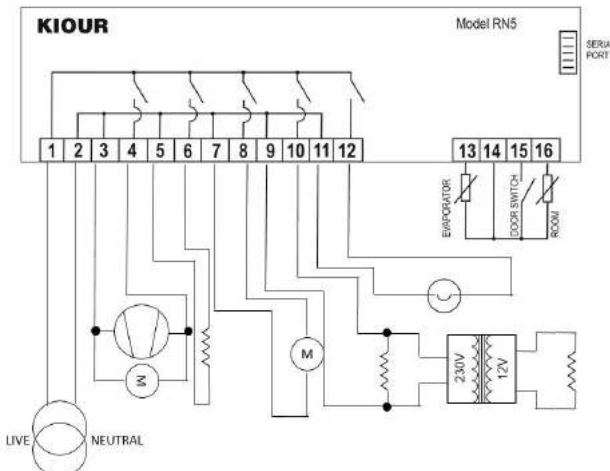 KIOUR
Model RN5
SERIA
PORT
1 2 3 4 5 6 7 8 9 10 11 12
13 14 15 16
EVAPORATOR
DOOR SWITCH
ROOM
M
M
230V
12V
LIVE
NEUTRAL